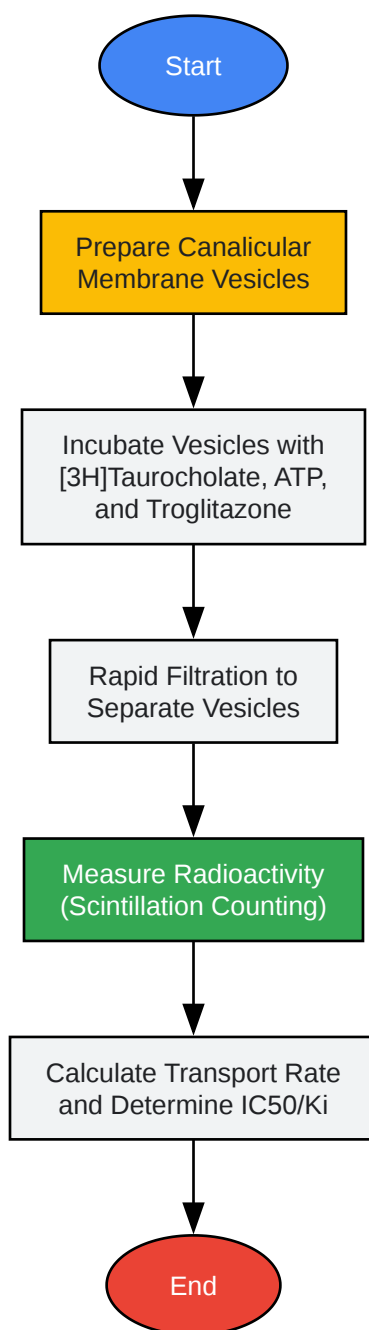 Start
Prepare Canalicular
Membrane Vesicles
Incubate Vesicles with
[3H]Taurocholate, ATP,
and Troglitazone
Rapid Filtration to
Separate Vesicles
Measure Radioactivity
(Scintillation Counting)
Calculate Transport Rate
and Determine IC50/Ki
End